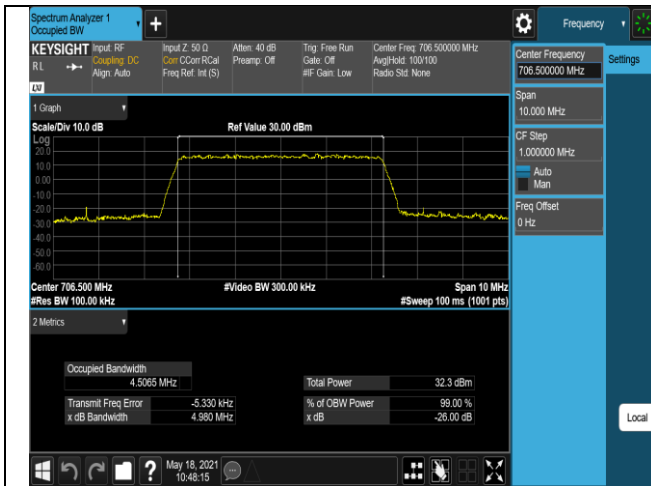 Spectrum Analyzer 1
Occupied BW
+
Frequency
KEYSIGHT Input: RF Input Z: 50 Ω Atten: 40 dB Trig: Free Run Center Freq: 706.500000 MHz
RL Coupling: DC Corr CCorr RCal Preamp: Off Gate: Off Avg|Hold: 100/100
Align: Auto Freq Ref: Int (S) #IF Gain: Low Radio Std: None
LXI
Center Frequency
706.500000 MHz
Settings
Span
10.000 MHz
CF Step
1.000000 MHz
Auto
Man
Freq Offset
0 Hz
1 Graph
Scale/Div 10.0 dB Ref Value 30.00 dBm
Log
20.0
10.0
0.00
-10.0
-20.0
-30.0
-40.0
-50.0
-60.0
Center 706.500 MHz #Video BW 300.00 kHz Span 10 MHz
#Res BW 100.00 kHz #Sweep 100 ms (1001 pts)
2 Metrics
Occupied Bandwidth
4.5065 MHz Total Power 32.3 dBm
Transmit Freq Error -5.330 kHz % of OBW Power 99.00 %
x dB Bandwidth 4.980 MHz x dB -26.00 dB
Local
? May 18, 2021
10:48:15